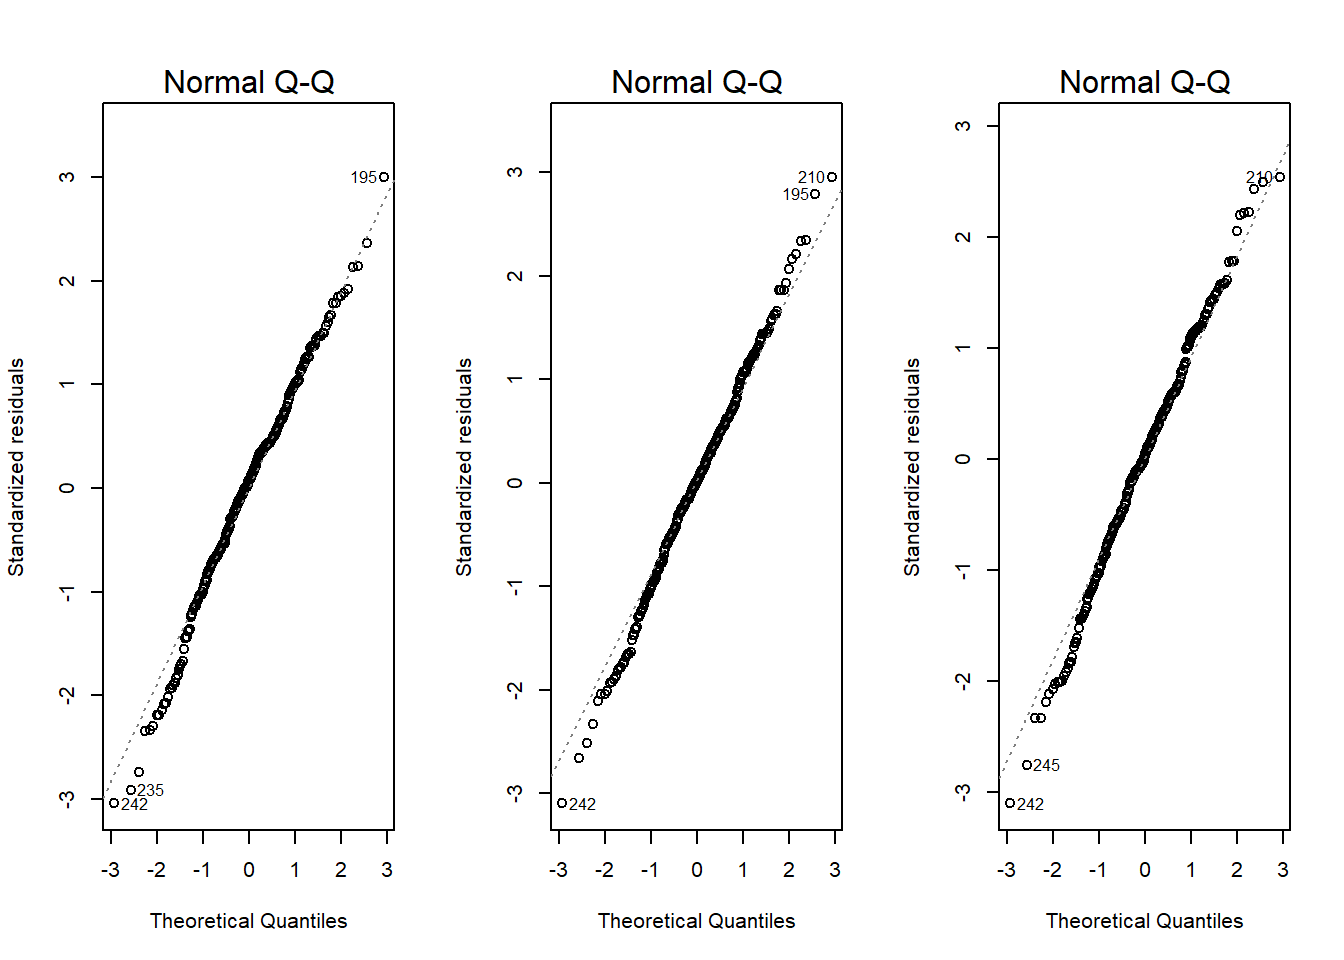 Normal Q-Q
195
235
242
3
2
1
0
-1
-2
-3
-3 -2 -1 0 1 2 3
Standardized residuals
Theoretical Quantiles
Normal Q-Q
210
195
242
3
2
1
0
-1
-2
-3
-3 -2 -1 0 1 2 3
Standardized residuals
Theoretical Quantiles
Normal Q-Q
210
245
242
3
2
1
0
-1
-2
-3
-3 -2 -1 0 1 2 3
Standardized residuals
Theoretical Quantiles